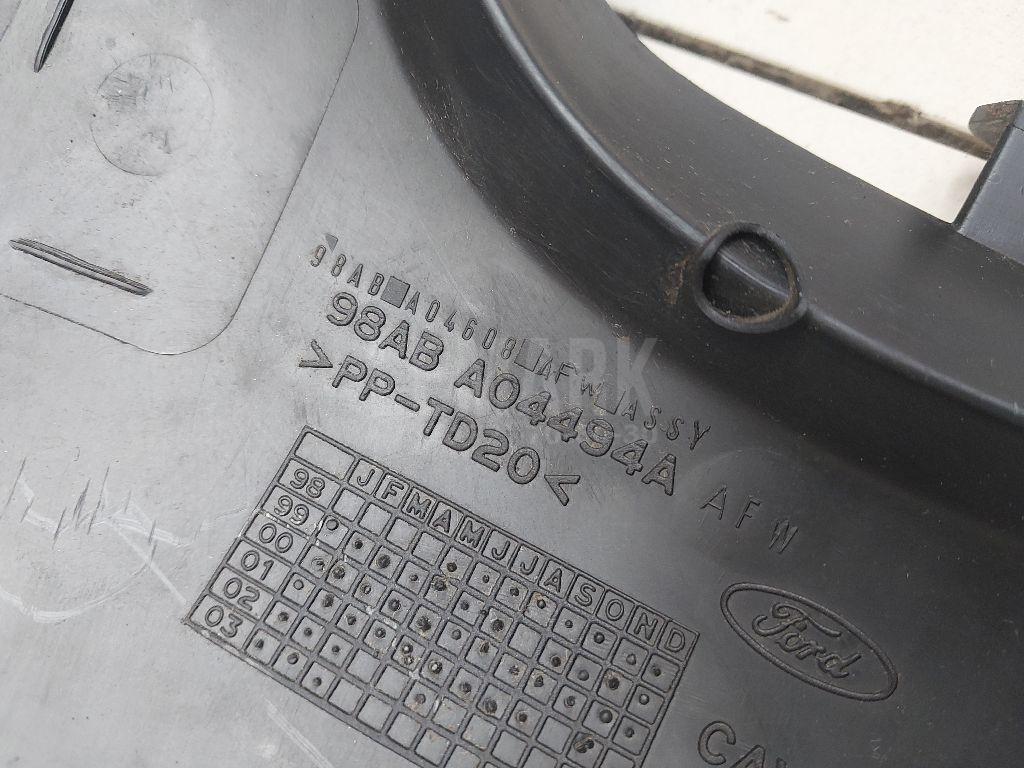 98AB A04608 AFW ASSY
98AB A04494A AFW
>PP-TD20<
J F M A M J J A S O N D
98
99
00
01
02
03
Ford